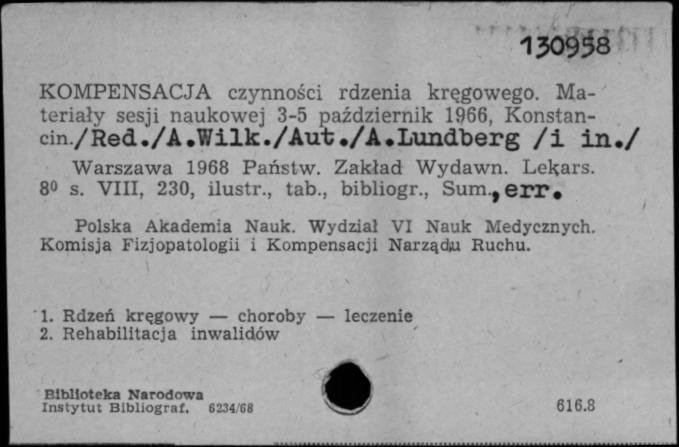 130958
KOMPENSACJA czynności rdzenia kręgowego. Ma-
teriały sesji naukowej 3-5 październik 1966, Konstan-
cin./Red./A.Wilk./Aut./A.Lundberg /i in./
Warszawa 1968 Państw. Zakład Wydawn. Lekars.
8⁰ s. VIII, 230, ilustr., tab., bibliogr., Sum.,err.
Polska Akademia Nauk. Wydział VI Nauk Medycznych.
Komisja Fizjopatologii i Kompensacji Narządu Ruchu.
1. Rdzeń kręgowy — choroby — leczenie
2. Rehabilitacja inwalidów
Biblioteka Narodowa
Instytut Bibliograf. 6234/68
616.8